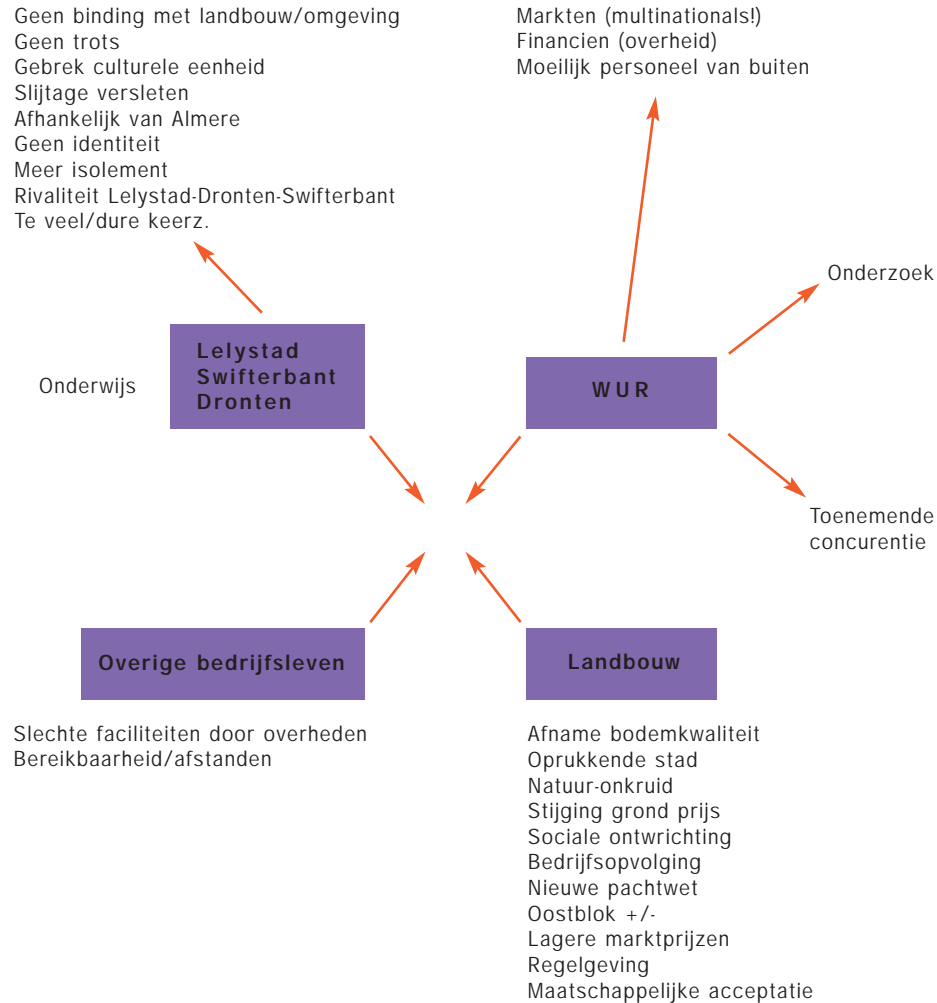 Geen binding met landbouw/omgeving
Geen trots
Gebrek culturele eenheid
Slijtage versleten
Afhankelijk van Almere
Geen identiteit
Meer isolement
Rivaliteit Lelystad-Dronten-Swifterbant
Te veel/dure keerz.
Markten (multinationals!)
Financien (overheid)
Moeilijk personeel van buiten
Onderzoek
Onderwijs
Lelystad
Swifterbant
Dronten
WUR
Toenemende
concurentie
Overige bedrijfsleven
Slechte faciliteiten door overheden
Bereikbaarheid/afstanden
Landbouw
Afname bodemkwaliteit
Oprukkende stad
Natuur-onkruid
Stijging grond prijs
Sociale ontwrichting
Bedrijfsopvolging
Nieuwe pachtwet
Oostblok +/-
Lagere marktprijzen
Regelgeving
Maatschappelijke acceptatie